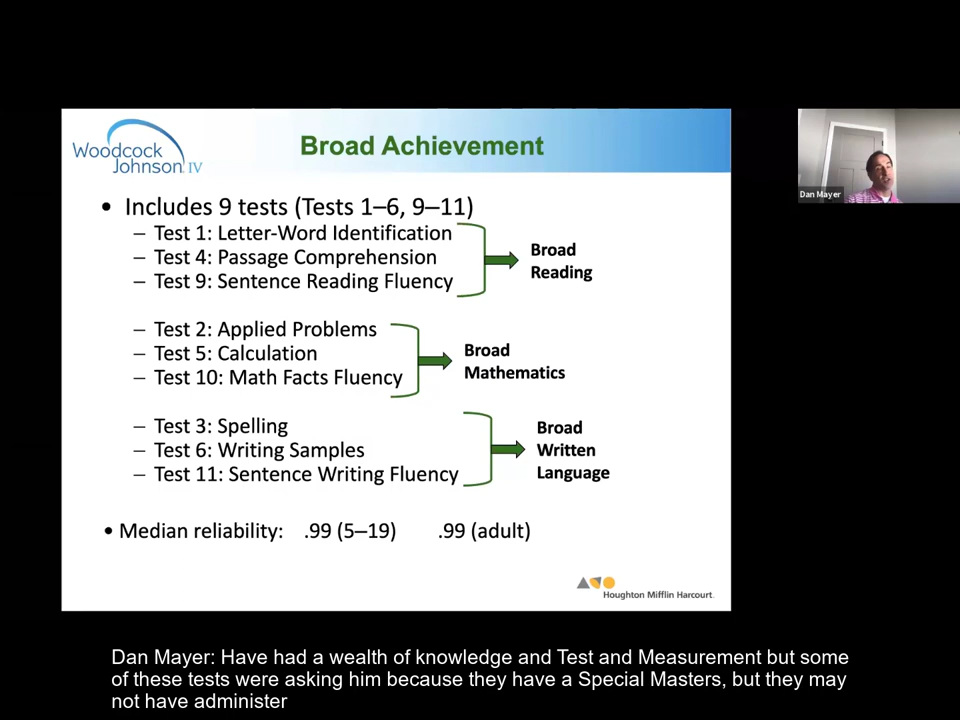 Woodcock
Johnson IV
Broad Achievement
• Includes 9 tests (Tests 1–6, 9–11)
– Test 1: Letter-Word Identification
– Test 4: Passage Comprehension
– Test 9: Sentence Reading Fluency
Broad
Reading
– Test 2: Applied Problems
– Test 5: Calculation
– Test 10: Math Facts Fluency
Broad
Mathematics
– Test 3: Spelling
– Test 6: Writing Samples
– Test 11: Sentence Writing Fluency
Broad
Written
Language
• Median reliability: .99 (5–19) .99 (adult)
Houghton Mifflin Harcourt
Dan Mayer
Dan Mayer: Have had a wealth of knowledge and Test and Measurement but some
of these tests were asking him because they have a Special Masters, but they may
not have administer